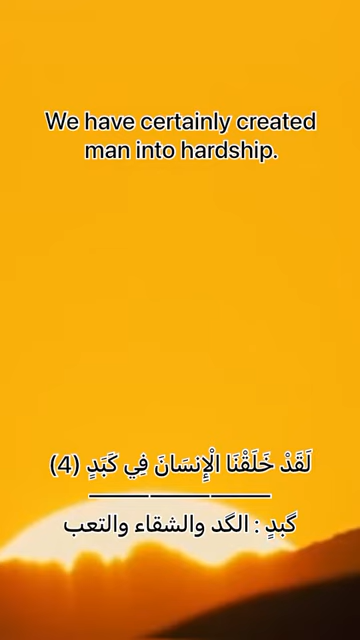 We have certainly created
man into hardship.
لَقَدْ خَلَقْنَا الْإِنسَانَ فِي كَبَدٍ (4)
كَبدٍ : الكد والشقاء والتعب